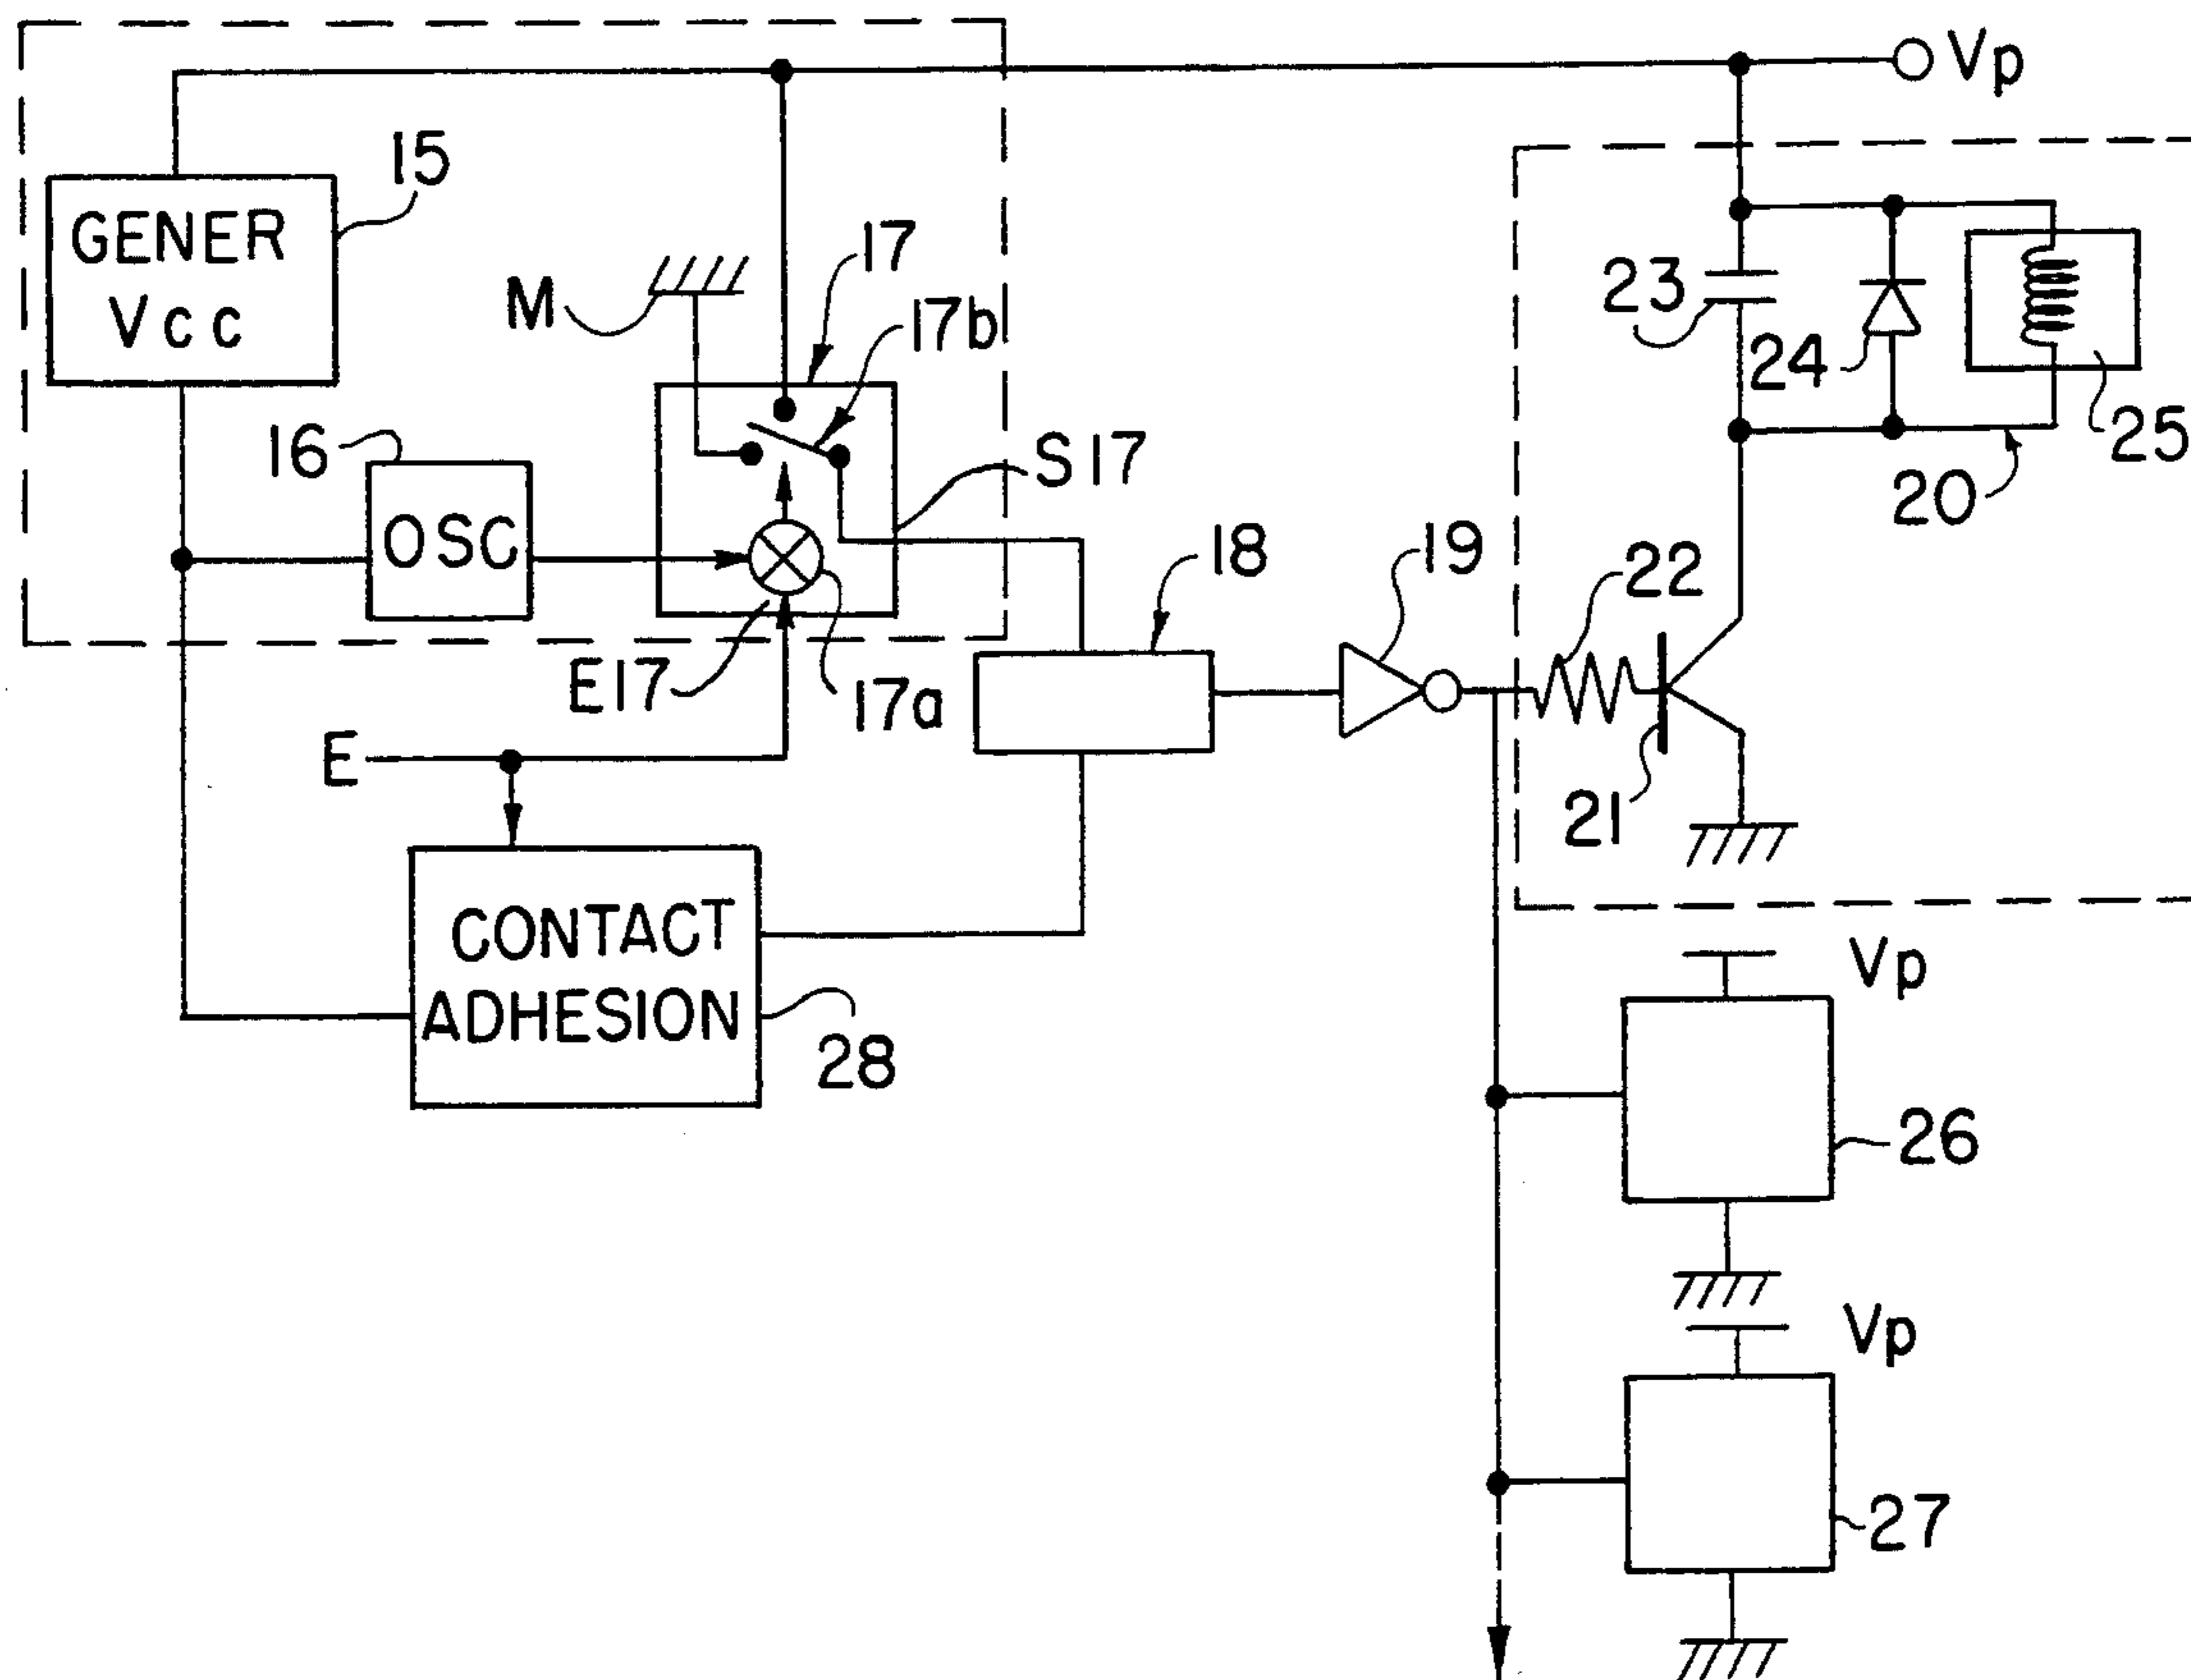 Vp
15
GENER
Vcc
17
M
17b
23
24
25
16
S17
20
OSC
18
19
22
E17
17a
E
21
CONTACT
ADHESION
28
Vp
26
Vp
27